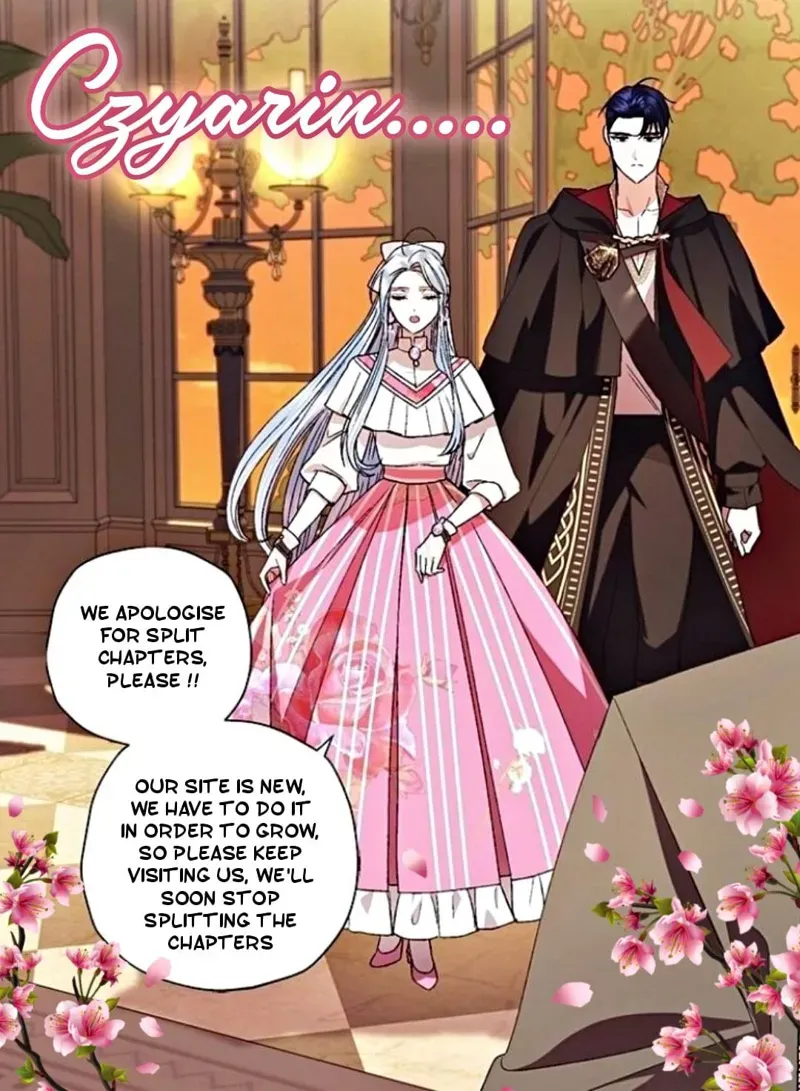 Czyarin.....
WE APOLOGISE
FOR SPLIT
CHAPTERS,
PLEASE !!
OUR SITE IS NEW,
WE HAVE TO DO IT
IN ORDER TO GROW,
SO PLEASE KEEP
VISITING US, WE'LL
SOON STOP
SPLITTING THE
CHAPTERS